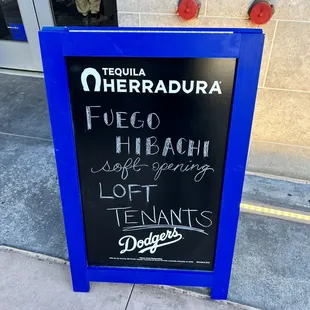 TEQUILA
HERRADURA
FUEGO
HIBACHI
soft opening
LOFT
TENANTS
Dodgers